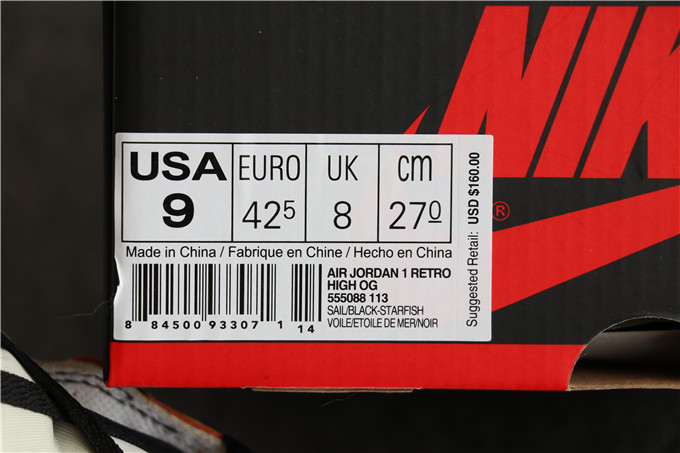 NIK
®
USA EURO UK cm
9 42⁵ 8 27⁰
Made in China / Fabrique en Chine / Hecho en China
AIR JORDAN 1 RETRO
HIGH OG
555088 113
SAIL/BLACK-STARFISH
VOILE/ETOILE DE MER/NOIR
8 84500 93307 1 14
Suggested Retail: USD $160.00